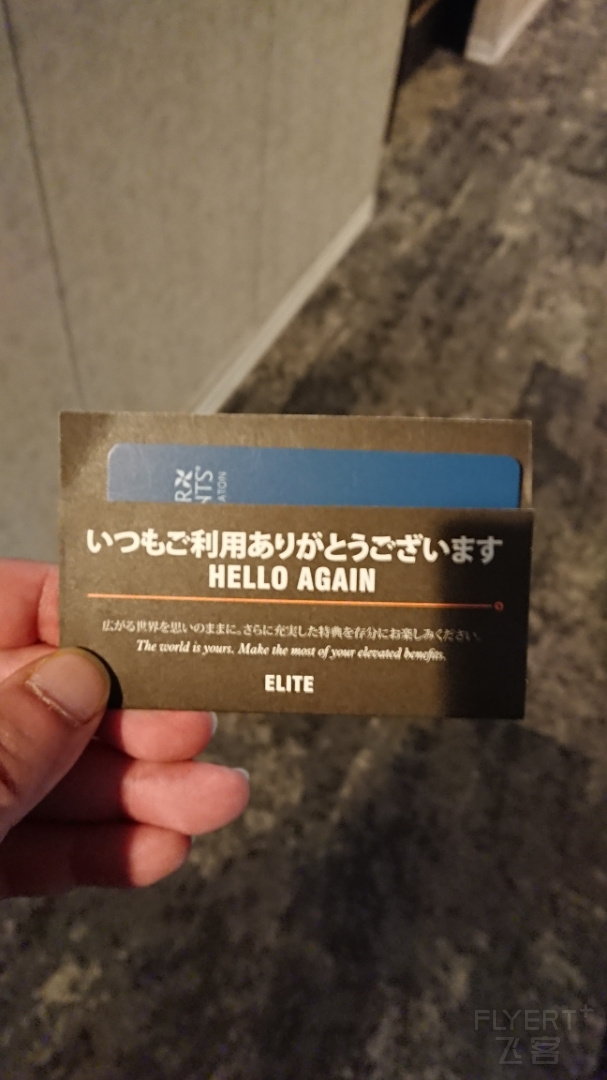 RX
NTS
ATION
いつもご利用ありがとうございます
HELLO AGAIN
広がる世界を思いのままに。さらに充実した特典を存分にお楽しみください。
The world is yours. Make the most of your elevated benefits.
ELITE
FLYERT+
飞客